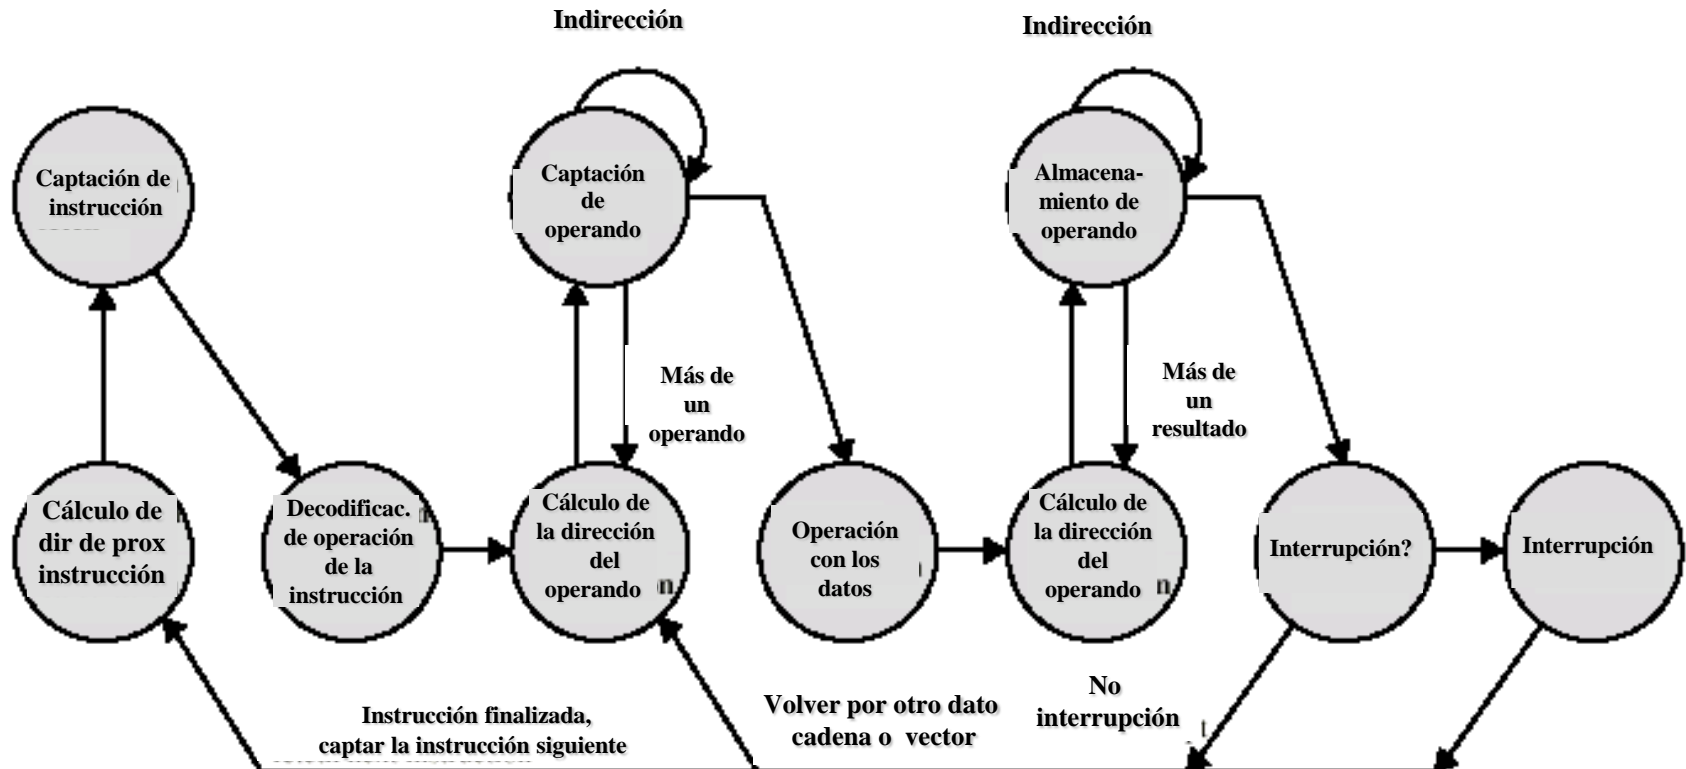 Indirección
Indirección
Captación de
instrucción
Captación
de
operando
Almacena-
miento de
operando
Más de
un
operando
Más de
un
resultado
Cálculo de
dir de prox
instrucción
Decodificac.
de operación
de la
instrucción
Cálculo de
la dirección
del
operando
Operación
con los
datos
Cálculo de
la dirección
del
operando
Interrupción?
Interrupción
Instrucción finalizada,
captar la instrucción siguiente
Volver por otro dato
cadena o vector
No
interrupción